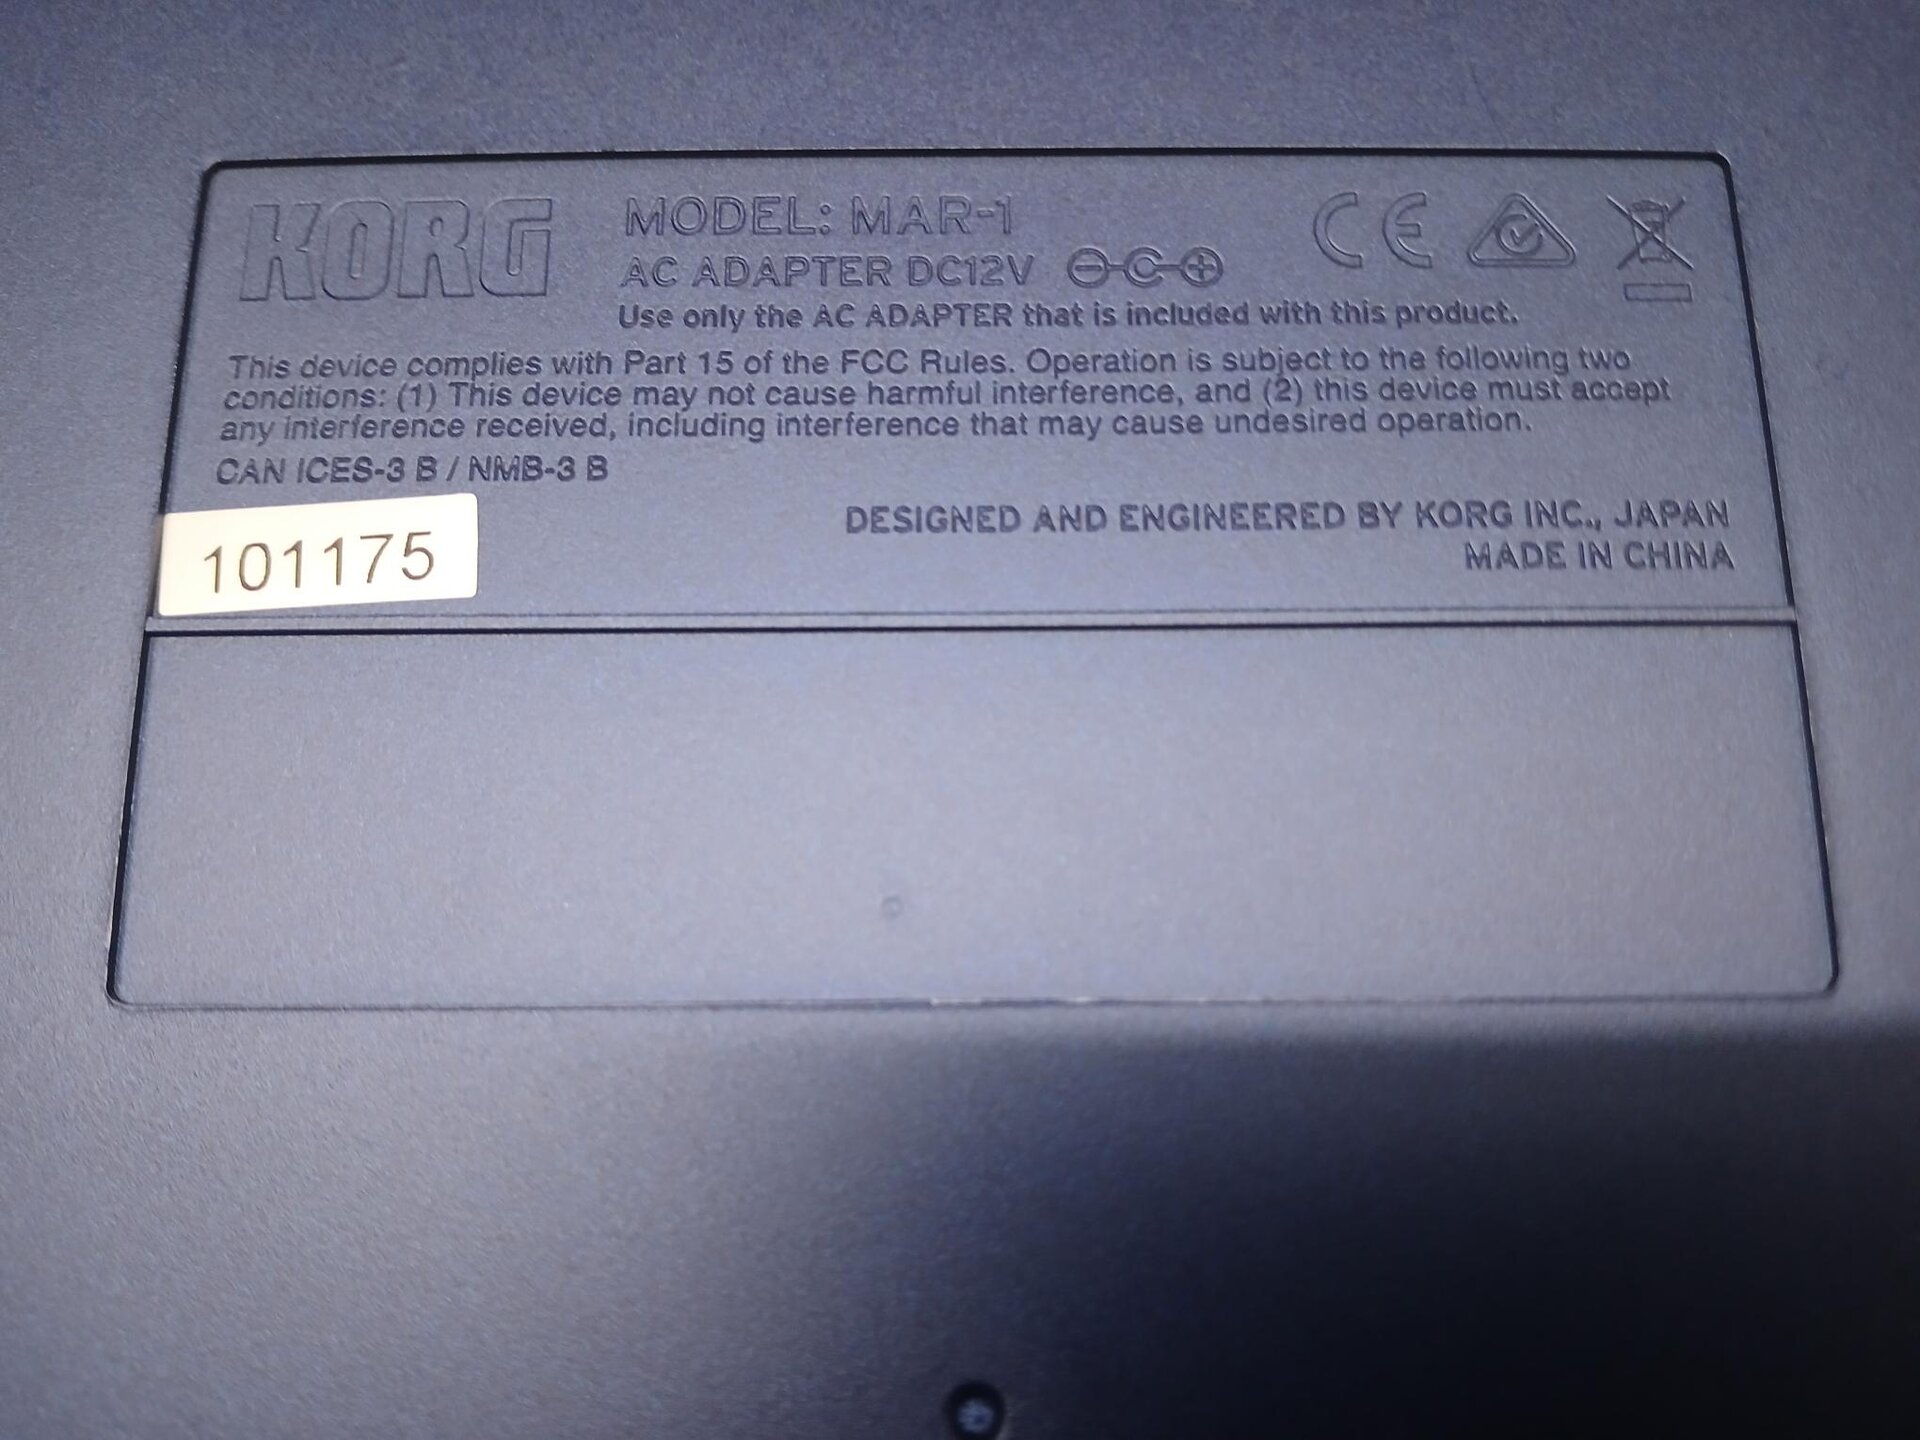 KORG
MODEL: MAR-1
AC ADAPTER DC12V
Use only the AC ADAPTER that is included with this product.
This device complies with Part 15 of the FCC Rules. Operation is subject to the following two
conditions: (1) This device may not cause harmful interference, and (2) this device must accept
any interference received, including interference that may cause undesired operation.
CAN ICES-3 B / NMB-3 B
101175
DESIGNED AND ENGINEERED BY KORG INC., JAPAN
MADE IN CHINA